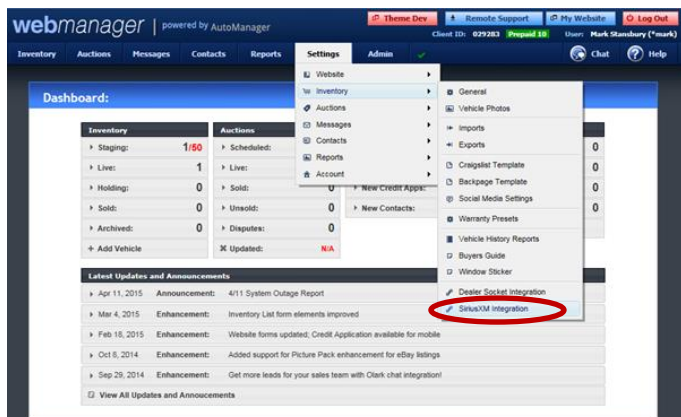 webmanager | powered by AutoManager
Theme Dev
Remote Support
My Website
Log Out
Client ID: 029283 Prepaid 10 User: Mark Stansbury (*mark)
Inventory Auctions Messages Contacts Reports Settings Admin
Chat
Help
Dashboard:
Website
Inventory
Auctions
Messages
Contacts
Reports
Account
General
Vehicle Photos
Imports
Exports
Craigslist Template
Backpage Template
Social Media Settings
Warranty Presets
Vehicle History Reports
Buyers Guide
Window Sticker
Dealer Socket Integration
SiriusXM Integration
Inventory
Staging: 1/50
Live: 1
Holding: 0
Sold: 0
Archived: 0
+ Add Vehicle
Auctions
Scheduled:
Live:
Sold: 0
Unsold: 0
Disputes: 0
Updated: N/A
New Credit Apps:
New Contacts:
0
0
0
0
Latest Updates and Announcements
Apr 11, 2015 Announcement: 4/11 System Outage Report
Mar 4, 2015 Enhancement: Inventory List form elements improved
Feb 18, 2015 Enhancement: Website forms updated; Credit Application available for mobile
Oct 8, 2014 Enhancement: Added support for Picture Pack enhancement for eBay listings
Sep 29, 2014 Enhancement: Get more leads for your sales team with Olark chat integration!
View All Updates and Annoucements